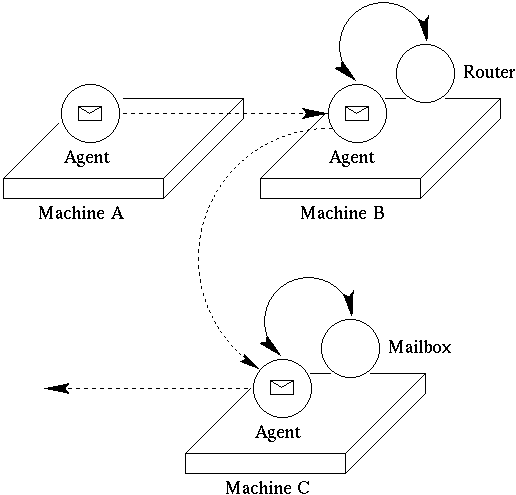 Router
Agent
Agent
Machine A
Machine B
Mailbox
Agent
Machine C